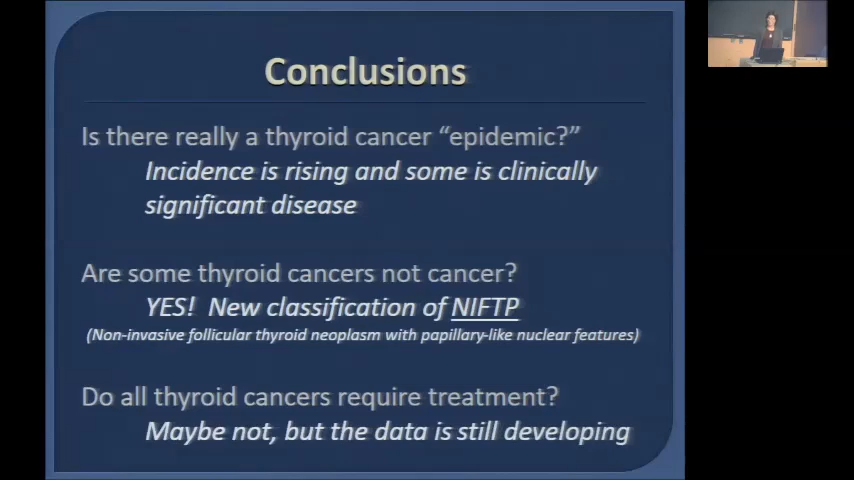 Conclusions
Is there really a thyroid cancer “epidemic?”
Incidence is rising and some is clinically
significant disease
Are some thyroid cancers not cancer?
YES! New classification of NIFTP
(Non-invasive follicular thyroid neoplasm with papillary-like nuclear features)
Do all thyroid cancers require treatment?
Maybe not, but the data is still developing